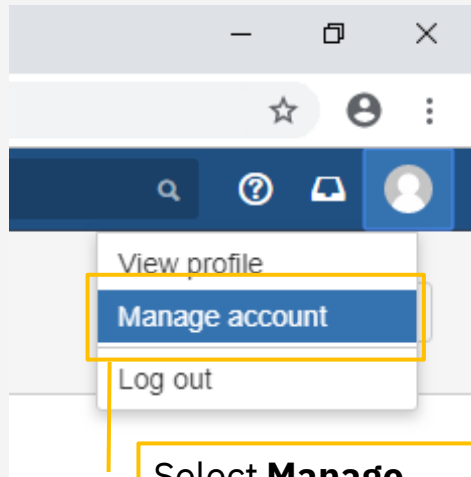 View profile
Manage account
Log out
Select Manage